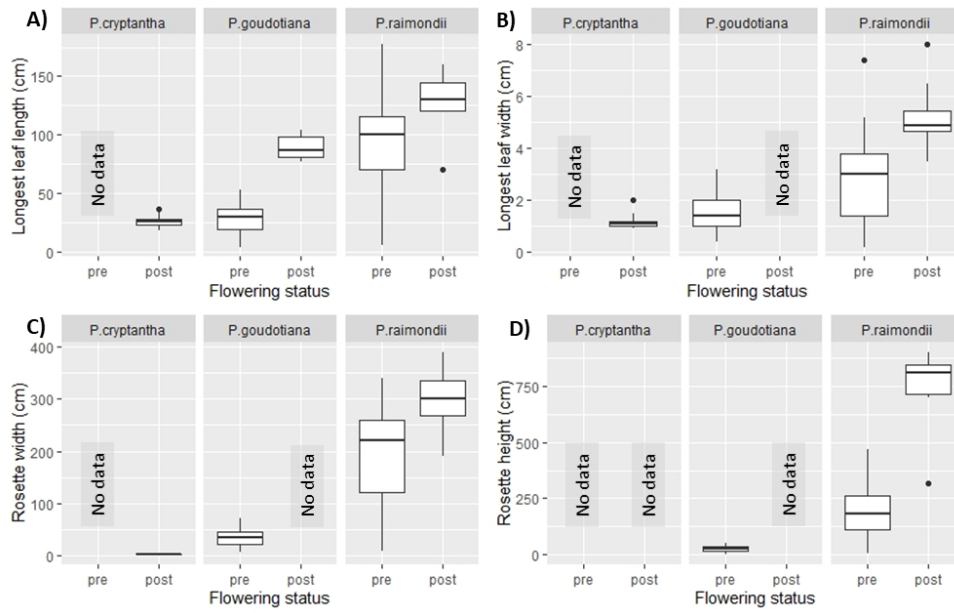 A)
P.cryptantha P.goudotiana P.raimondii
Longest leaf length (cm)
150
100
50
0
No data
pre post pre post pre post
Flowering status
B)
P.cryptantha P.goudotiana P.raimondii
Longest leaf width (cm)
8
6
4
2
0
No data No data
pre post pre post pre post
Flowering status
C)
P.cryptantha P.goudotiana P.raimondii
Rosette width (cm)
400
300
200
100
0
No data No data
pre post pre post pre post
Flowering status
D)
P.cryptantha P.goudotiana P.raimondii
Rosette height (cm)
750
500
250
0
No data No data No data
pre post pre post pre post
Flowering status